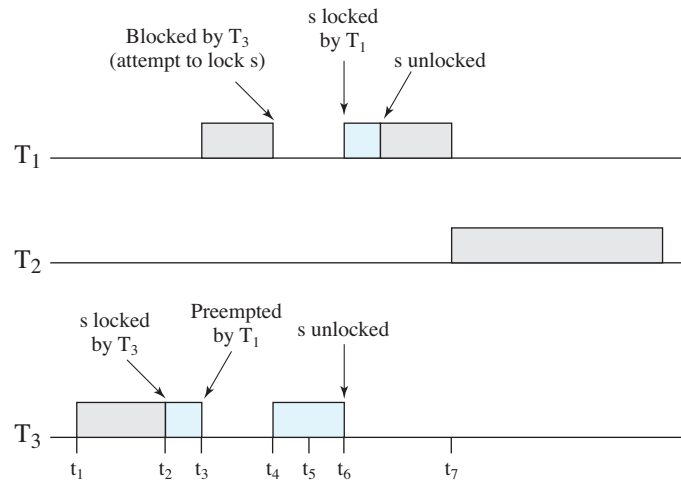 s locked
by T1
Blocked by T3
(attempt to lock s)
s unlocked
T1
T2
s locked
by T3
Preempted
by T1
s unlocked
T3
t1 t2 t3 t4 t5 t6 t7